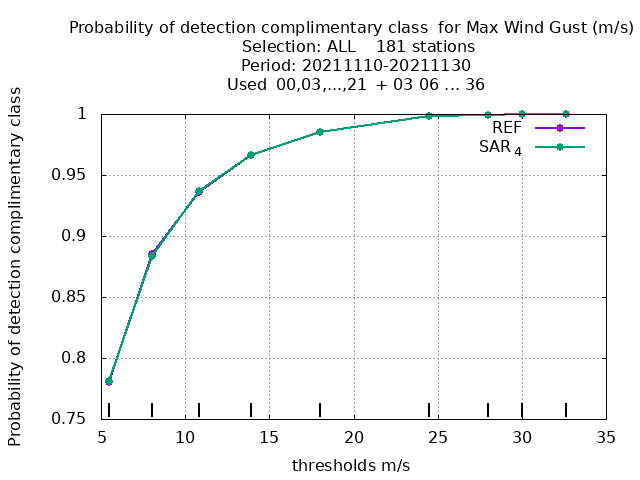 Probability of detection complimentary class  for Max Wind Gust (m/s)
Selection: ALL    181 stations
Period: 20211110-20211130
Used  00,03,...,21  + 03 06 ... 36
Probability of detection complimentary class
1
0.95
0.9
0.85
0.8
0.75
REF
SAR 4
5 10 15 20 25 30 35
thresholds m/s